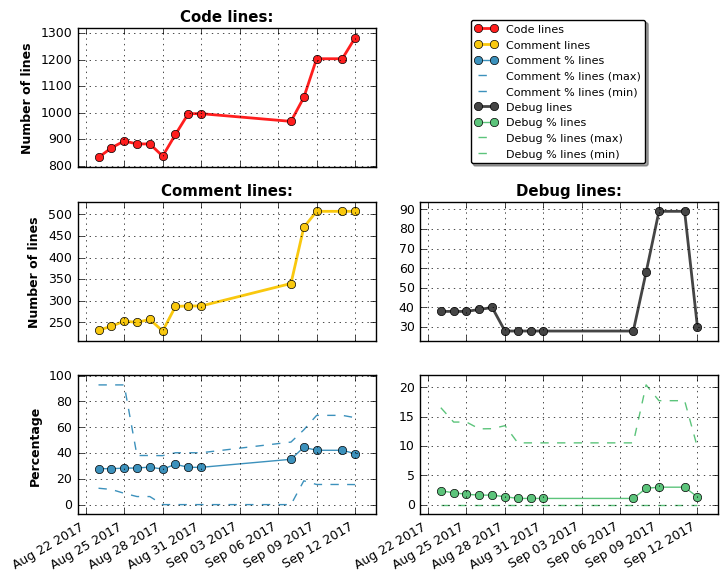 Code lines:
Number of lines
1300
1200
1100
1000
900
800
Code lines
Comment lines
Comment % lines
Comment % lines (max)
Comment % lines (min)
Debug lines
Debug % lines
Debug % lines (max)
Debug % lines (min)
Comment lines:
Number of lines
500
450
400
350
300
250
Debug lines:
90
80
70
60
50
40
30
Percentage
100
80
60
40
20
0
Aug 22 2017
Aug 25 2017
Aug 28 2017
Aug 31 2017
Sep 03 2017
Sep 06 2017
Sep 09 2017
Sep 12 2017
20
15
10
5
0
Aug 22 2017
Aug 25 2017
Aug 28 2017
Aug 31 2017
Sep 03 2017
Sep 06 2017
Sep 09 2017
Sep 12 2017